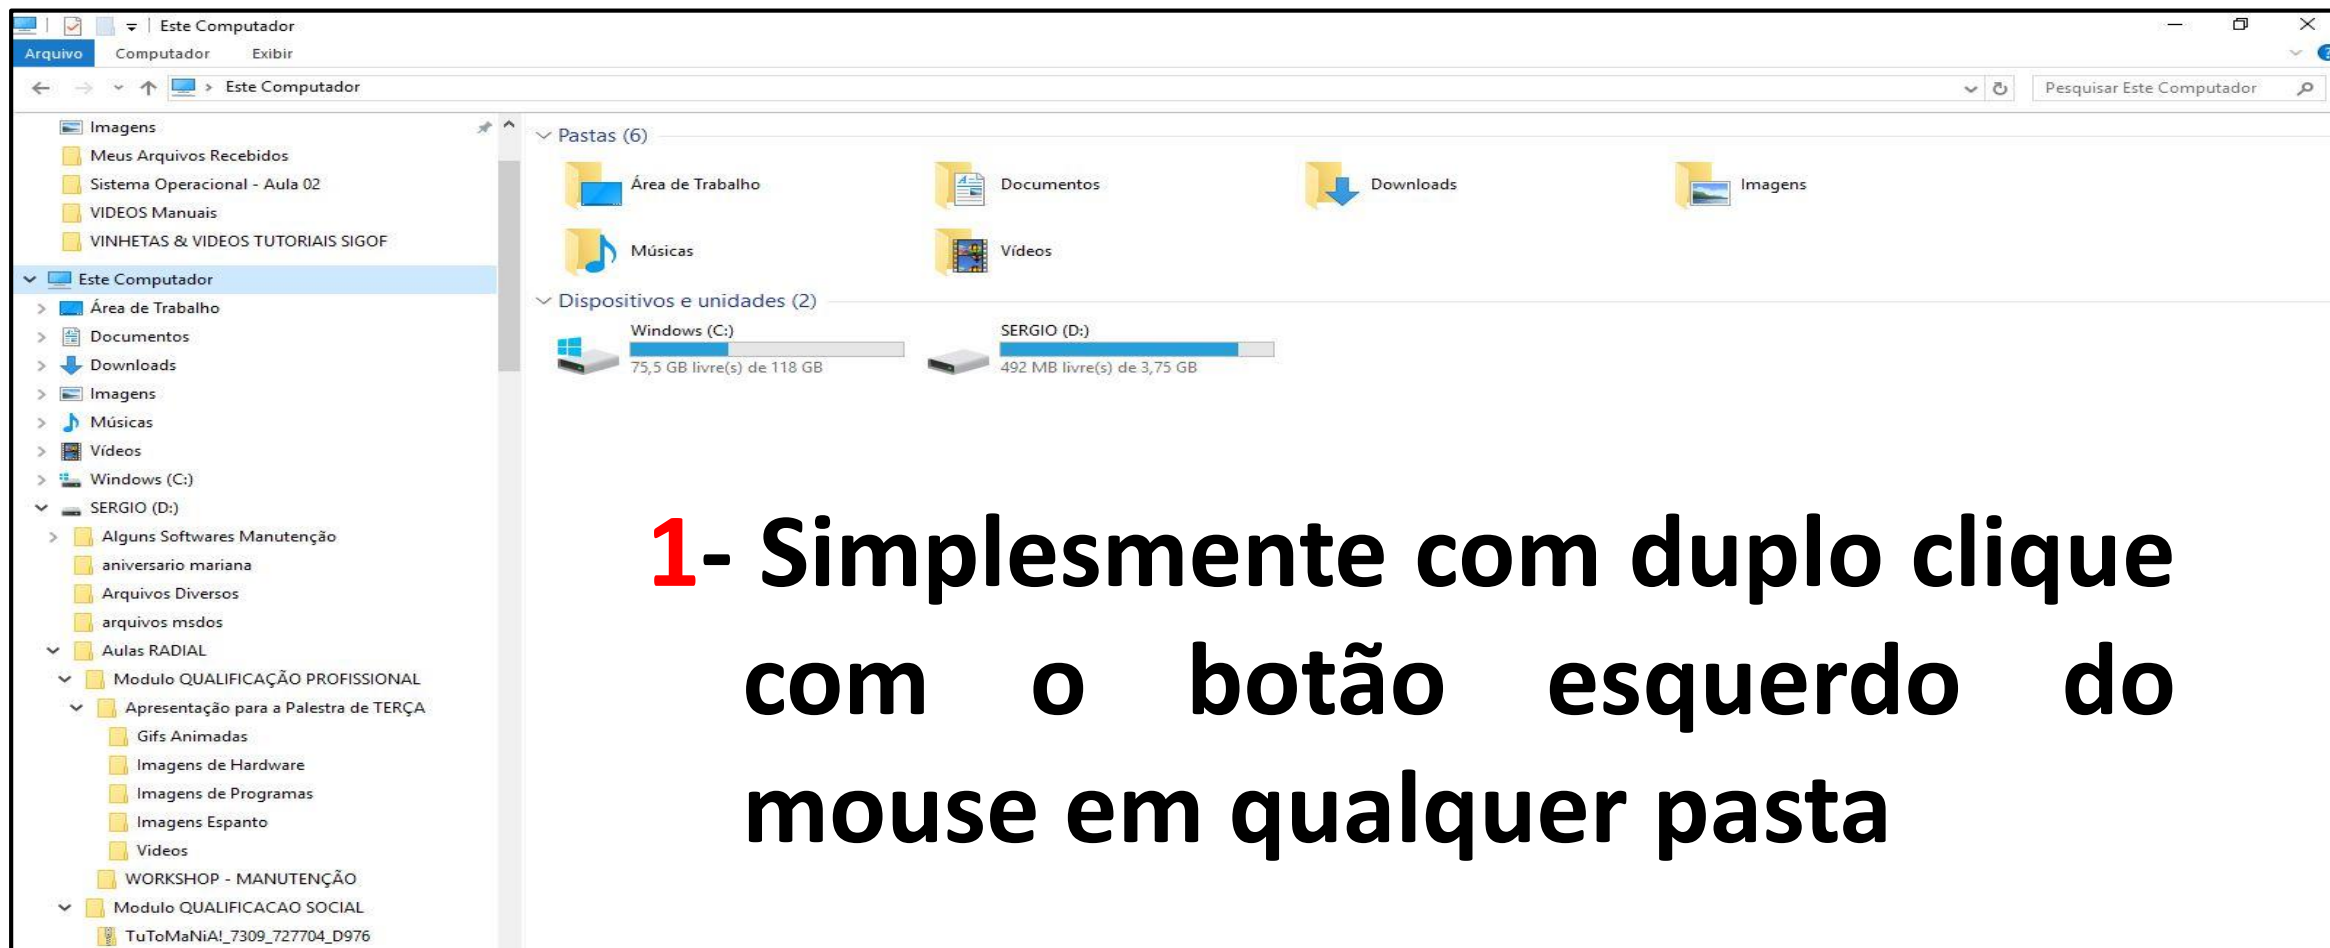 Este Computador
Arquivo Computador Exibir
Este Computador
Pesquisar Este Computador
Imagens
Meus Arquivos Recebidos
Sistema Operacional - Aula 02
VIDEOS Manuais
VINHETAS & VIDEOS TUTORIAIS SIGOF
Este Computador
Área de Trabalho
Documentos
Downloads
Imagens
Músicas
Vídeos
Windows (C:)
SERGIO (D:)
Alguns Softwares Manutenção
aniversario mariana
Arquivos Diversos
arquivos msdos
Aulas RADIAL
Modulo QUALIFICAÇÃO PROFISSIONAL
Apresentação para a Palestra de TERÇA
Gifs Animadas
Imagens de Hardware
Imagens de Programas
Imagens Espanto
Videos
WORKSHOP - MANUTENÇÃO
Modulo QUALIFICACAO SOCIAL
TuToMaNiA!_7309_727704_D976
Pastas (6)
Área de Trabalho
Documentos
Downloads
Imagens
Músicas
Vídeos
Dispositivos e unidades (2)
Windows (C:)
75,5 GB livre(s) de 118 GB
SERGIO (D:)
492 MB livre(s) de 3,75 GB
1- Simplesmente com duplo clique
com o botão esquerdo do
mouse em qualquer pasta